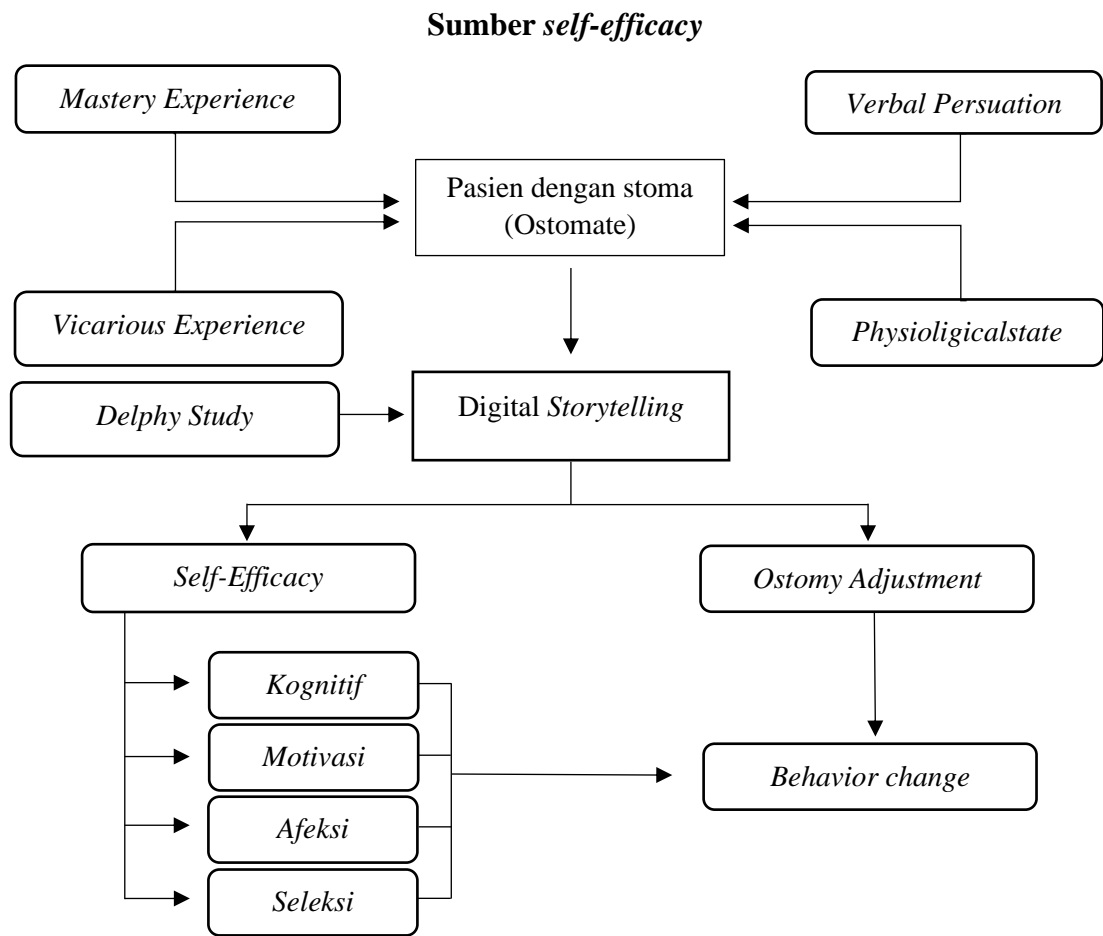 Sumber self-efficacy
Mastery Experience
Verbal Persuation
Pasien dengan stoma
(Ostomate)
Vicarious Experience
Physioligicalstate
Delphy Study
Digital Storytelling
Self-Efficacy
Ostomy Adjustment
Kognitif
Motivasi
Behavior change
Afeksi
Seleksi